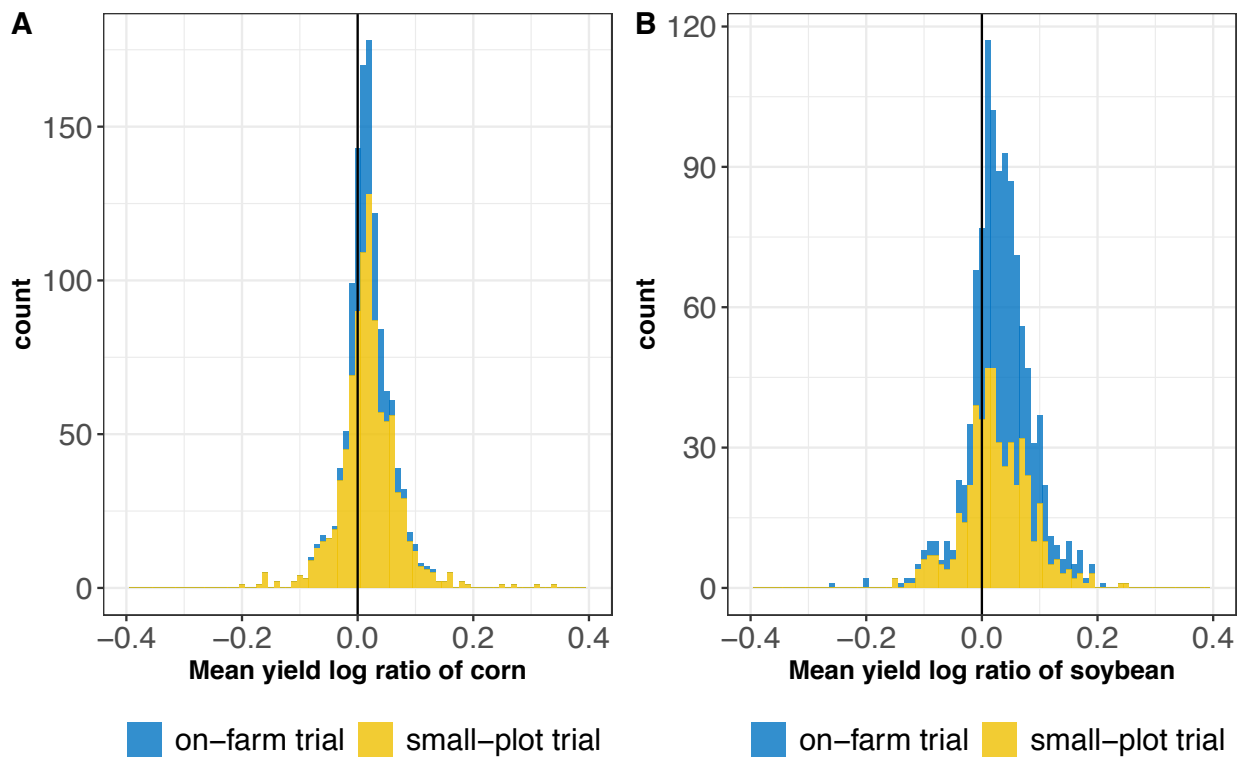 A
count
150
100
50
0
−0.4
−0.2
0.0
0.2
0.4
Mean yield log ratio of corn
on−farm trial
small−plot trial
B
count
120
90
60
30
0
−0.4
−0.2
0.0
0.2
0.4
Mean yield log ratio of soybean
on−farm trial
small−plot trial